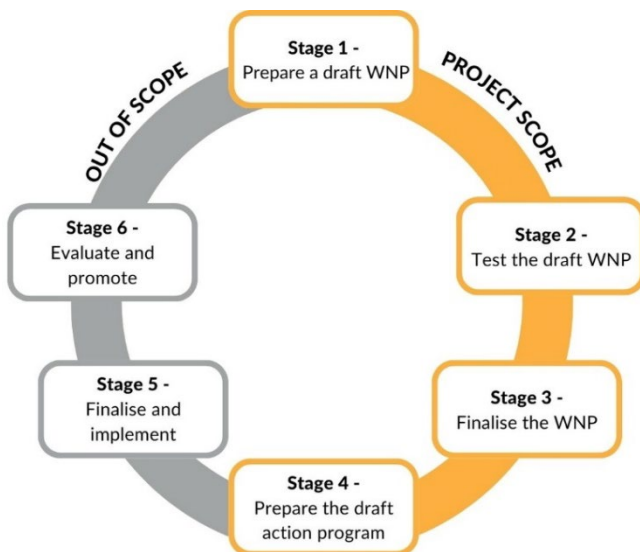 OUT OF SCOPE
PROJECT SCOPE
Stage 1 -
Prepare a draft WNP
Stage 2 -
Test the draft WNP
Stage 3 -
Finalise the WNP
Stage 4 -
Prepare the draft
action program
Stage 5 -
Finalise and
implement
Stage 6 -
Evaluate and
promote